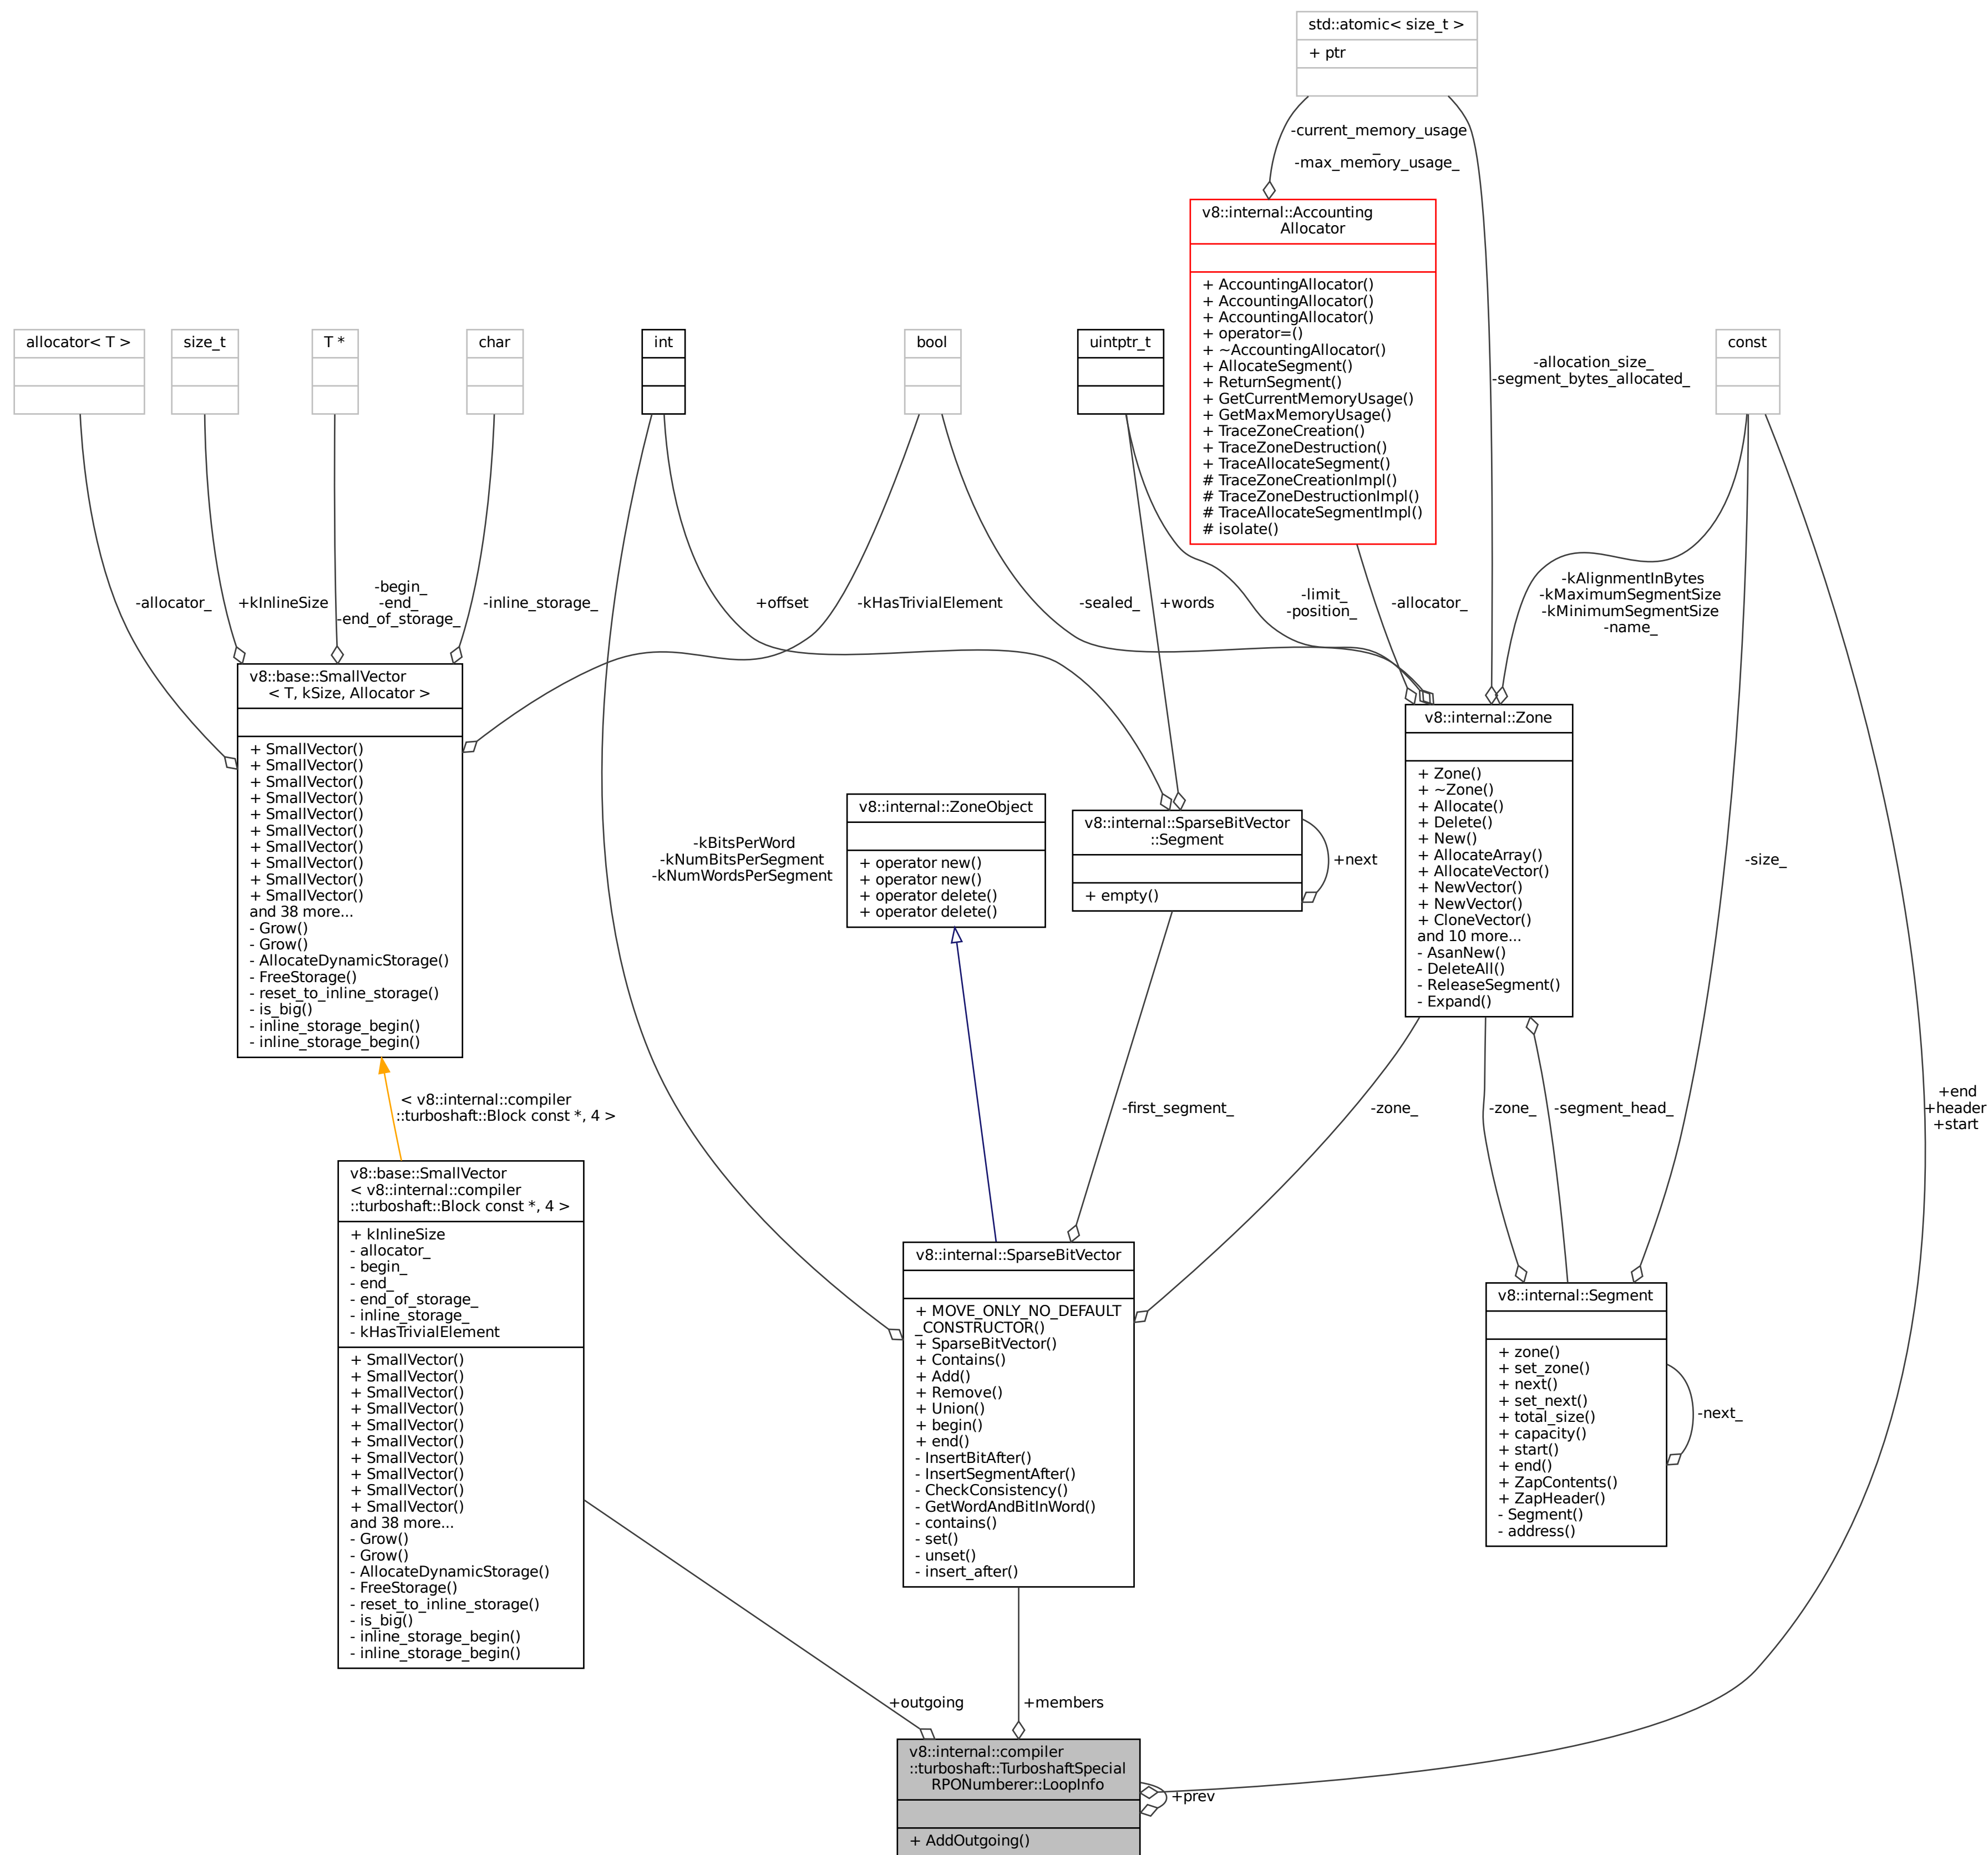 std::atomic< size_t >
+ ptr
-current_memory_usage
_
-max_memory_usage_
v8::internal::Accounting
Allocator
+ AccountingAllocator()
+ AccountingAllocator()
+ AccountingAllocator()
+ operator=()
+ ~AccountingAllocator()
+ AllocateSegment()
+ ReturnSegment()
+ GetCurrentMemoryUsage()
+ GetMaxMemoryUsage()
+ TraceZoneCreation()
+ TraceZoneDestruction()
+ TraceAllocateSegment()
# TraceZoneCreationImpl()
# TraceZoneDestructionImpl()
# TraceAllocateSegmentImpl()
# isolate()
allocator< T >
size_t
T *
char
int
bool
uintptr_t
const
-allocation_size_
-segment_bytes_allocated_
-allocator_
+kInlineSize
-begin_
-end_
-end_of_storage_
-inline_storage_
+offset
-kHasTrivialElement
-sealed_
+words
-limit_
-position_
-allocator_
-kAlignmentInBytes
-kMaximumSegmentSize
-kMinimumSegmentSize
-name_
v8::base::SmallVector
< T, kSize, Allocator >
+ SmallVector()
+ SmallVector()
+ SmallVector()
+ SmallVector()
+ SmallVector()
+ SmallVector()
+ SmallVector()
+ SmallVector()
+ SmallVector()
+ SmallVector()
and 38 more...
- Grow()
- Grow()
- AllocateDynamicStorage()
- FreeStorage()
- reset_to_inline_storage()
- is_big()
- inline_storage_begin()
- inline_storage_begin()
-kBitsPerWord
-kNumBitsPerSegment
-kNumWordsPerSegment
v8::internal::ZoneObject
+ operator new()
+ operator new()
+ operator delete()
+ operator delete()
v8::internal::SparseBitVector
::Segment
+ empty()
+next
v8::internal::Zone
+ Zone()
+ ~Zone()
+ Allocate()
+ Delete()
+ New()
+ AllocateArray()
+ AllocateVector()
+ NewVector()
+ NewVector()
+ CloneVector()
and 10 more...
- AsanNew()
- DeleteAll()
- ReleaseSegment()
- Expand()
-size_
< v8::internal::compiler
::turboshaft::Block const *, 4 >
-first_segment_
-zone_
-zone_
-segment_head_
+end
+header
+start
v8::base::SmallVector
< v8::internal::compiler
::turboshaft::Block const *, 4 >
+ kInlineSize
- allocator_
- begin_
- end_
- end_of_storage_
- inline_storage_
- kHasTrivialElement
+ SmallVector()
+ SmallVector()
+ SmallVector()
+ SmallVector()
+ SmallVector()
+ SmallVector()
+ SmallVector()
+ SmallVector()
+ SmallVector()
+ SmallVector()
and 38 more...
- Grow()
- Grow()
- AllocateDynamicStorage()
- FreeStorage()
- reset_to_inline_storage()
- is_big()
- inline_storage_begin()
- inline_storage_begin()
v8::internal::SparseBitVector
+ MOVE_ONLY_NO_DEFAULT
_CONSTRUCTOR()
+ SparseBitVector()
+ Contains()
+ Add()
+ Remove()
+ Union()
+ begin()
+ end()
- InsertBitAfter()
- InsertSegmentAfter()
- CheckConsistency()
- GetWordAndBitInWord()
- contains()
- set()
- unset()
- insert_after()
v8::internal::Segment
+ zone()
+ set_zone()
+ next()
+ set_next()
+ total_size()
+ capacity()
+ start()
+ end()
+ ZapContents()
+ ZapHeader()
- Segment()
- address()
-next_
+outgoing
+members
v8::internal::compiler
::turboshaft::TurboshaftSpecial
RPONumberer::LoopInfo
+ AddOutgoing()
+prev